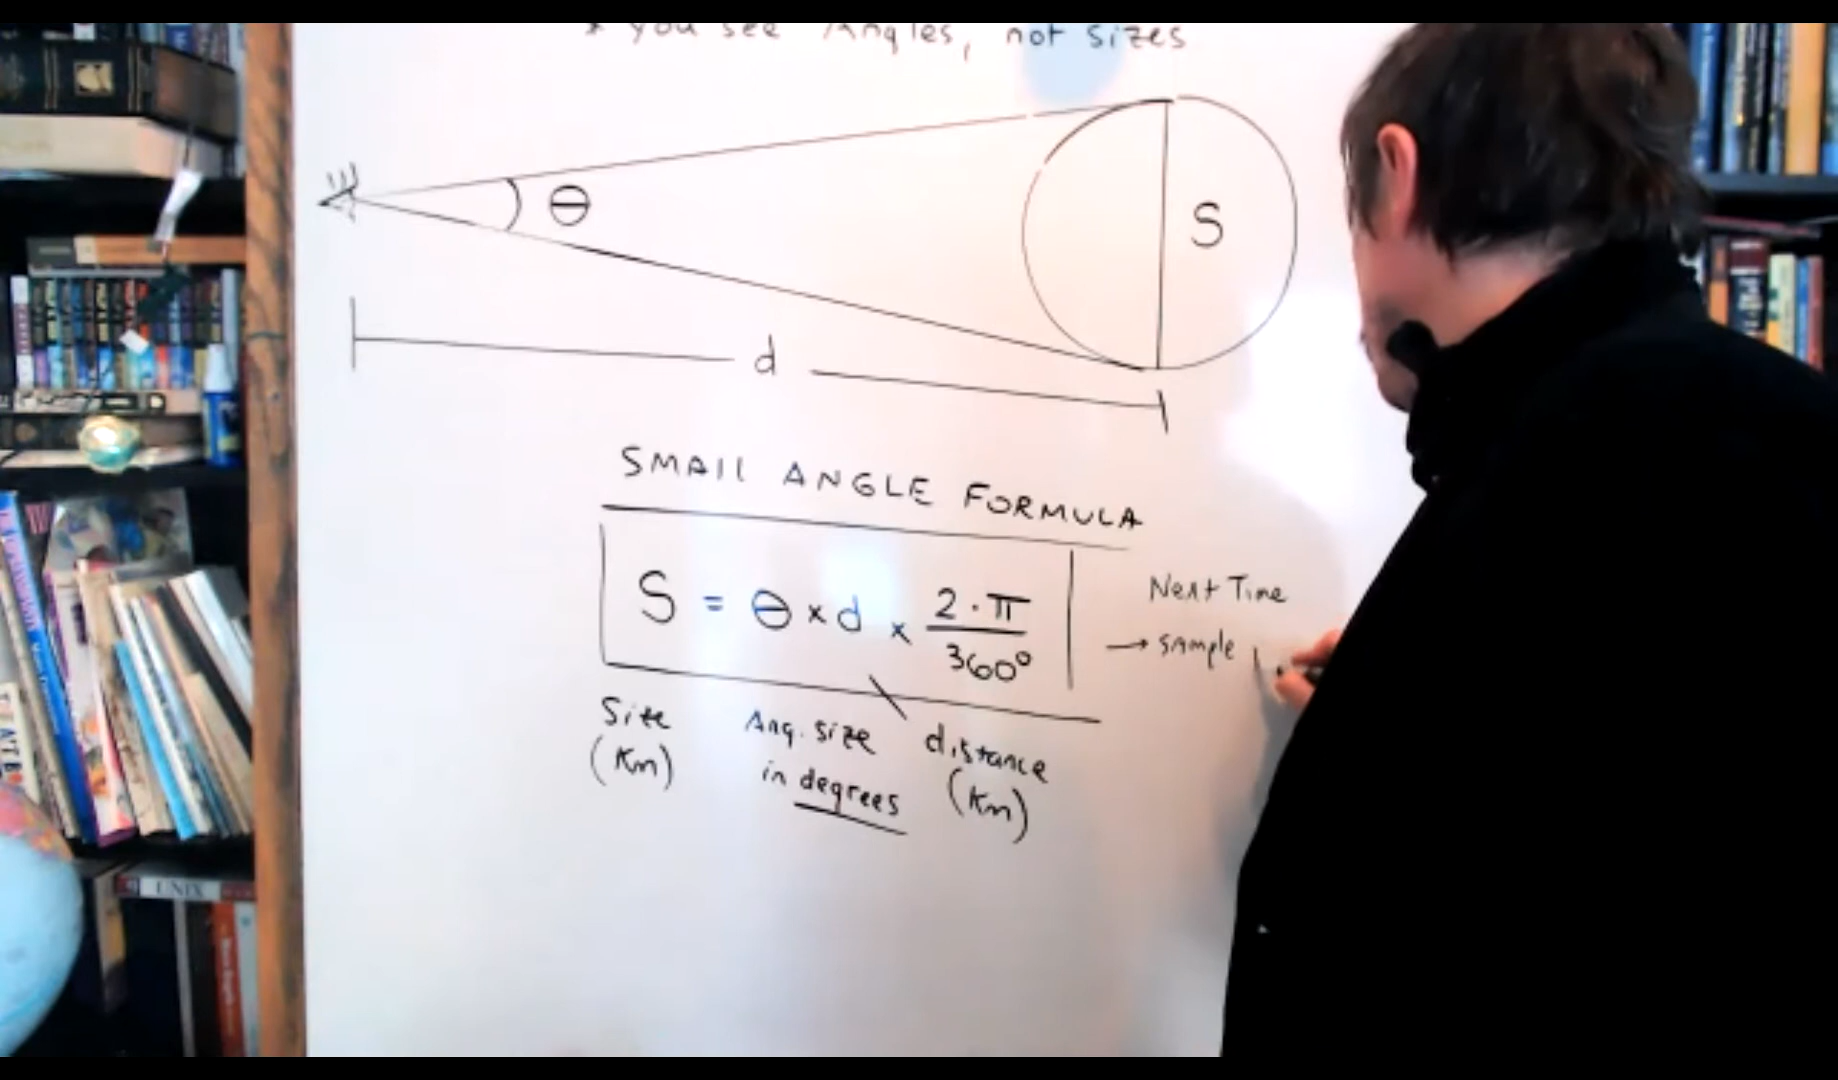 * you see Angles, not sizes
θ
S
d
SMALL ANGLE FORMULA
S = θ x d x 2·π / 360°
Next Time
→ sample
Size
(Km)
Ang. size
in degrees
distance
(Km)
UNIX